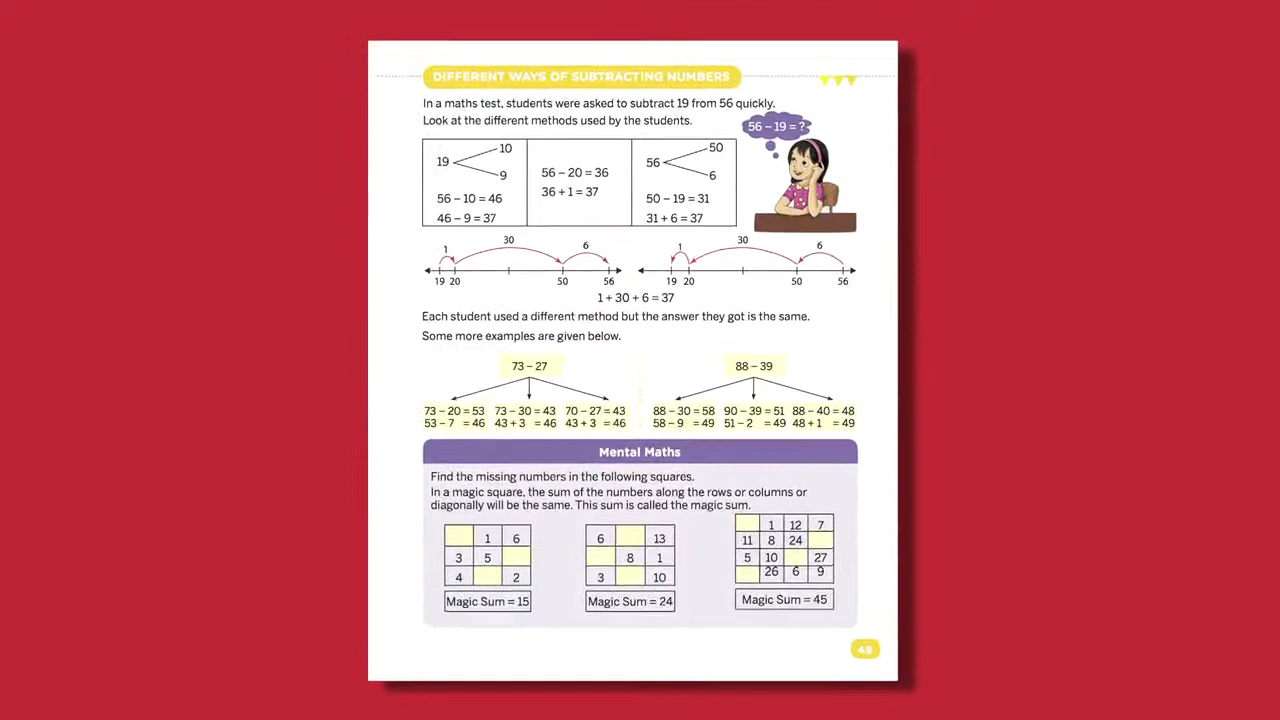 DIFFERENT WAYS OF SUBTRACTING NUMBERS
In a maths test, students were asked to subtract 19 from 56 quickly.
Look at the different methods used by the students.
56 – 19 = ?
19 10
9
56 – 10 = 46
46 – 9 = 37
56 – 20 = 36
36 + 1 = 37
56 50
6
50 – 19 = 31
31 + 6 = 37
1 30 6
19 20 50 56
1 30 6
19 20 50 56
1 + 30 + 6 = 37
Each student used a different method but the answer they got is the same.
Some more examples are given below.
73 – 27
73 – 20 = 53 73 – 30 = 43 70 – 27 = 43
53 – 7 = 46 43 + 3 = 46 43 + 3 = 46
88 – 39
88 – 30 = 58 90 – 39 = 51 88 – 40 = 48
58 – 9 = 49 51 – 2 = 49 48 + 1 = 49
Mental Maths
Find the missing numbers in the following squares.
In a magic square, the sum of the numbers along the rows or columns or
diagonally will be the same. This sum is called the magic sum.
1 6
3 5
4 2
Magic Sum = 15
6 13
8 1
3 10
Magic Sum = 24
1 12 7
11 8 24
5 10 27
26 6 9
Magic Sum = 45
49